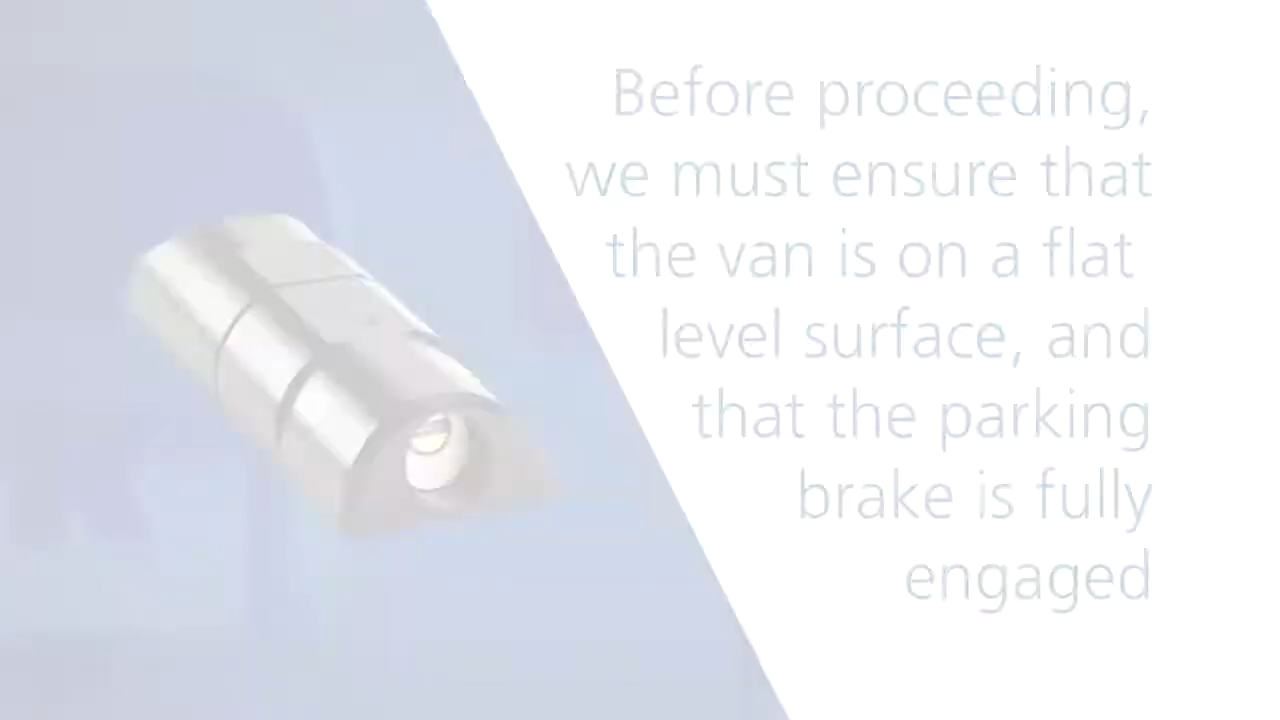 Before proceeding,
we must ensure that
the van is on a flat
level surface, and
that the parking
brake is fully
engaged